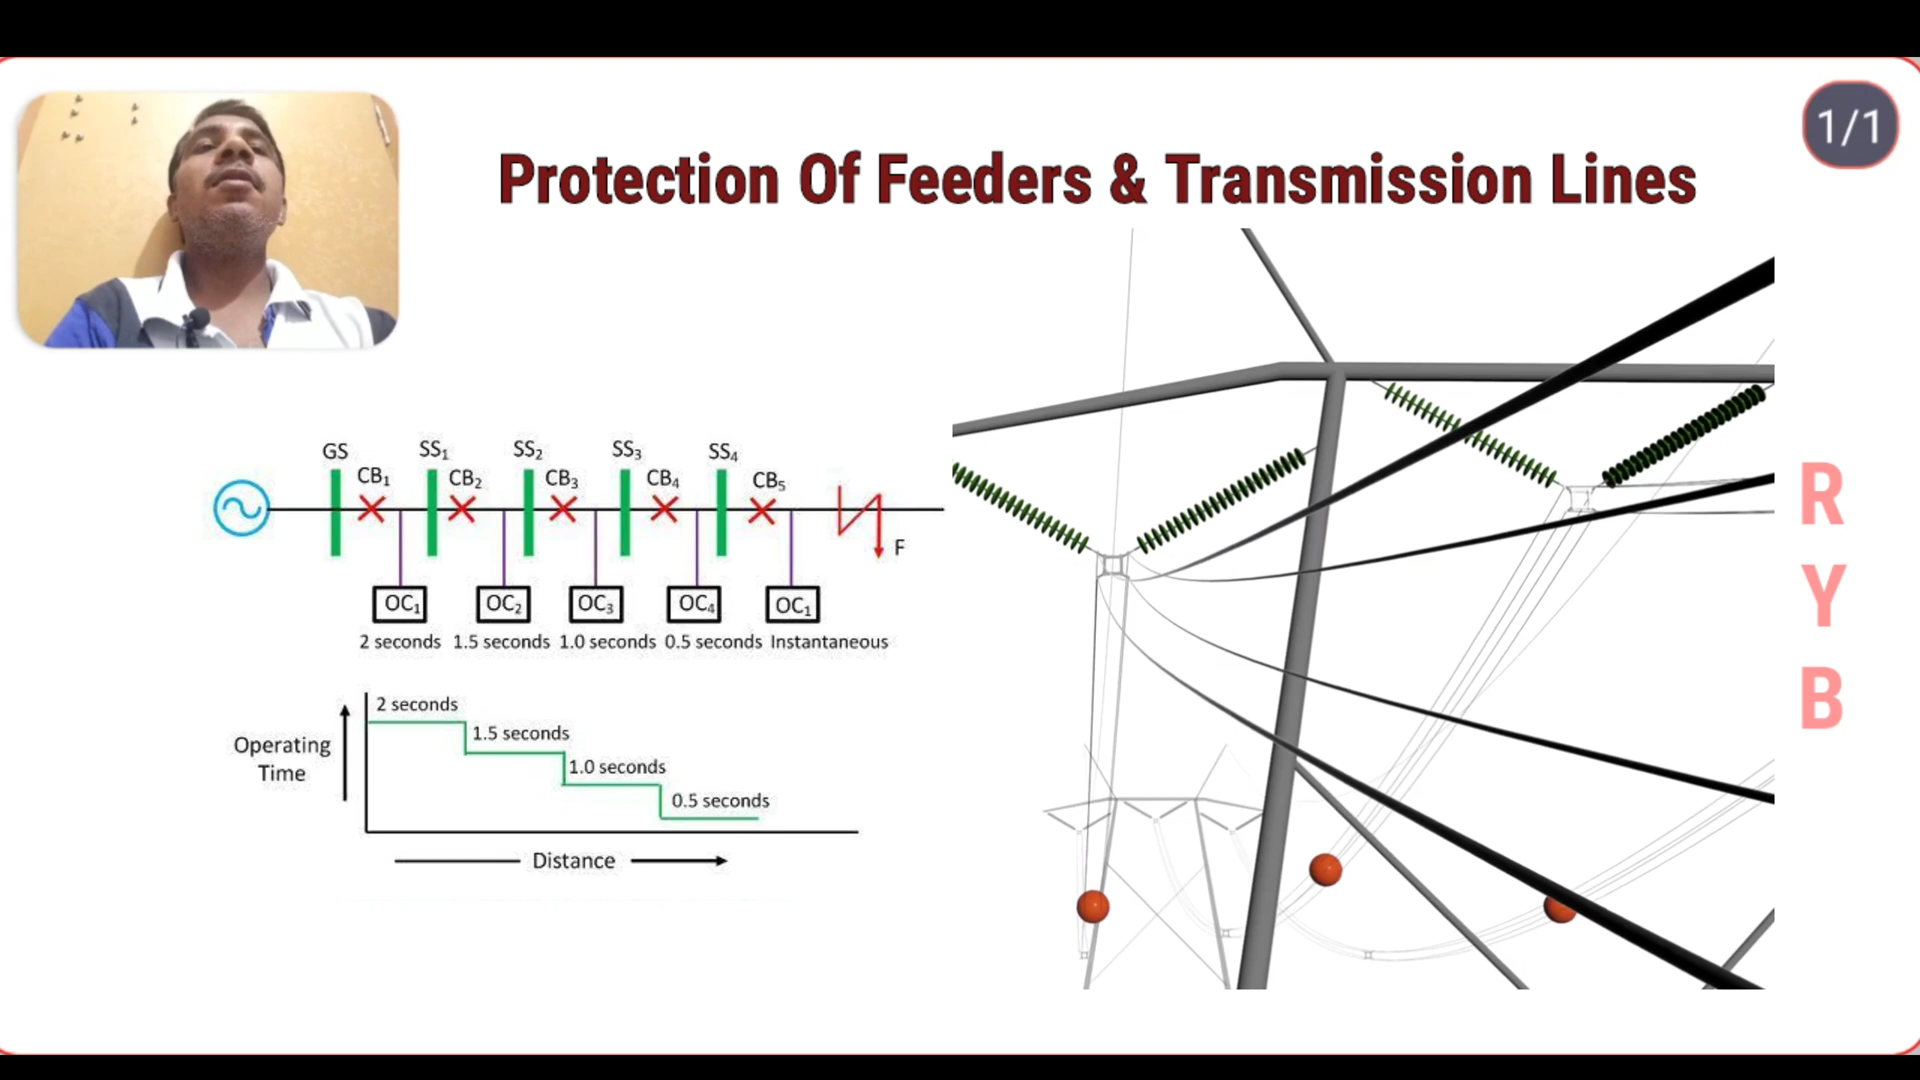 1/1
Protection Of Feeders & Transmission Lines
GS SS₁ SS₂ SS₃ SS₄
CB₁ CB₂ CB₃ CB₄ CB₅
F
OC₁ OC₂ OC₃ OC₄ OC₁
2 seconds 1.5 seconds 1.0 seconds 0.5 seconds Instantaneous
2 seconds
1.5 seconds
1.0 seconds
0.5 seconds
Operating
Time
Distance
R
Y
B